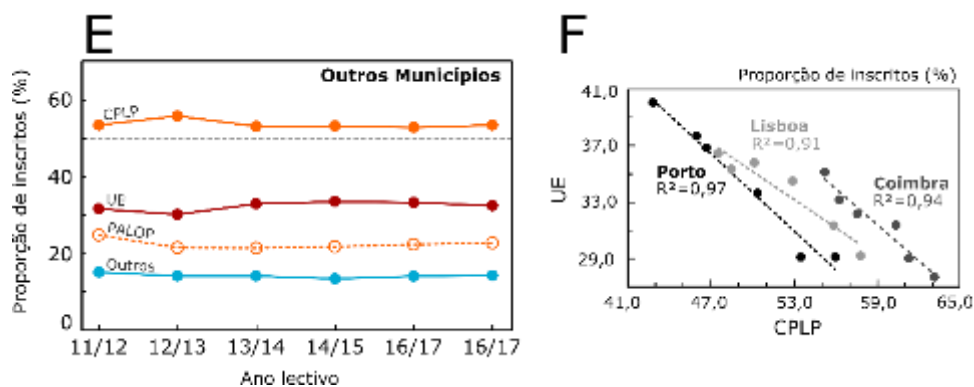 E
Outros Municípios
Proporção de inscritos (%)
60
40
20
0
CPLP
UE
PALOP
Outros
11/12 12/13 13/14 14/15 16/17 16/17
Ano lectivo
F
Proporção de inscritos (%)
41,0
37,0
33,0
29,0
UE
Lisboa
R²=0,91
Porto
R²=0,97
Coimbra
R²=0,94
41,0 47,0 53,0 59,0 65,0
CPLP